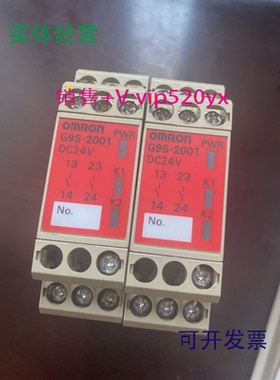 实体经营
销售+V:vip520yx
OMRON
G9S-2001
DC24V
PWR
13 23
K1
14 24
K2
No.
OMRON
G9S-2001
DC24V
PWR
13 23
K1
14 24
K2
No.
可开发票